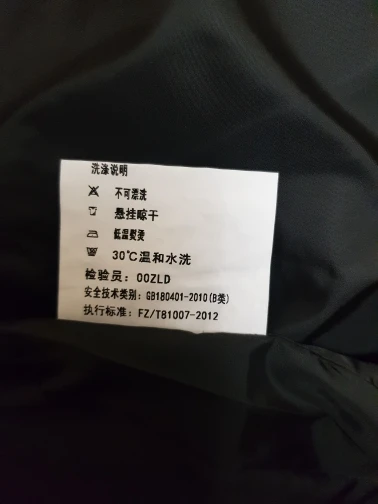 洗涤说明
不可漂洗
悬挂晾干
低温熨烫
30℃温和水洗
检验员：00ZLD
安全技术类别：GB180401-2010(B类)
执行标准：FZ/T81007-2012